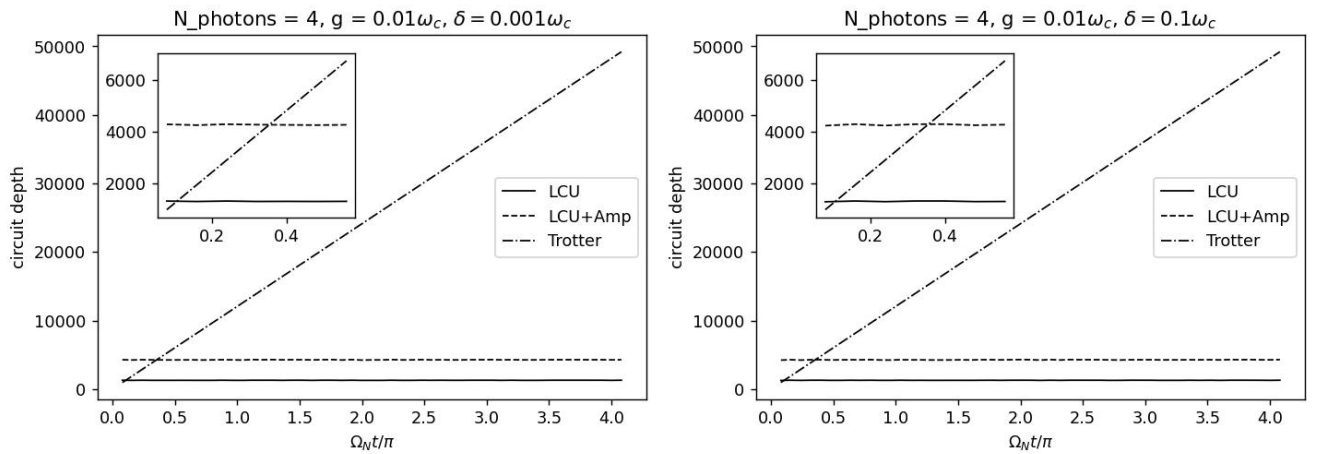 N_photons = 4, g = 0.01ω_c, δ = 0.001ω_c
50000
40000
30000
20000
10000
0
circuit depth
6000
4000
2000
0.2 0.4
LCU
LCU+Amp
Trotter
0.0 0.5 1.0 1.5 2.0 2.5 3.0 3.5 4.0
Ω_N t/π
N_photons = 4, g = 0.01ω_c, δ = 0.1ω_c
50000
40000
30000
20000
10000
0
circuit depth
6000
4000
2000
0.2 0.4
LCU
LCU+Amp
Trotter
0.0 0.5 1.0 1.5 2.0 2.5 3.0 3.5 4.0
Ω_N t/π